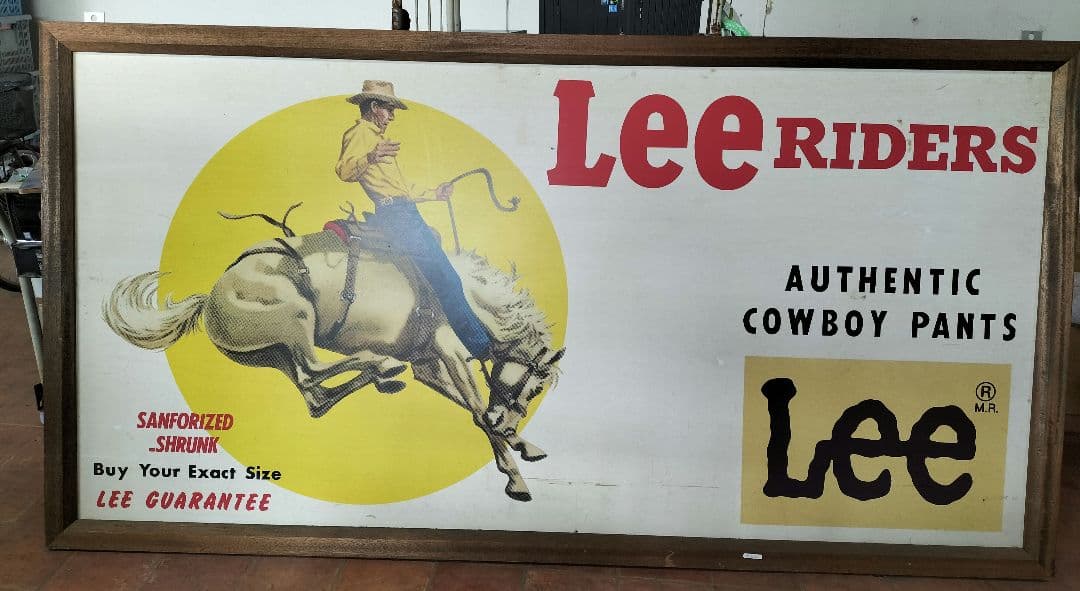 Lee RIDERS
AUTHENTIC
COWBOY PANTS
Lee ®
M.R.
SANFORIZED
-SHRUNK
Buy Your Exact Size
LEE GUARANTEE